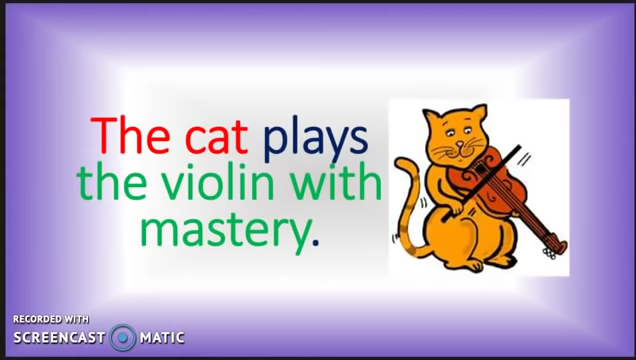 The cat plays
the violin with
mastery.
RECORDED WITH
SCREENCAST MATIC